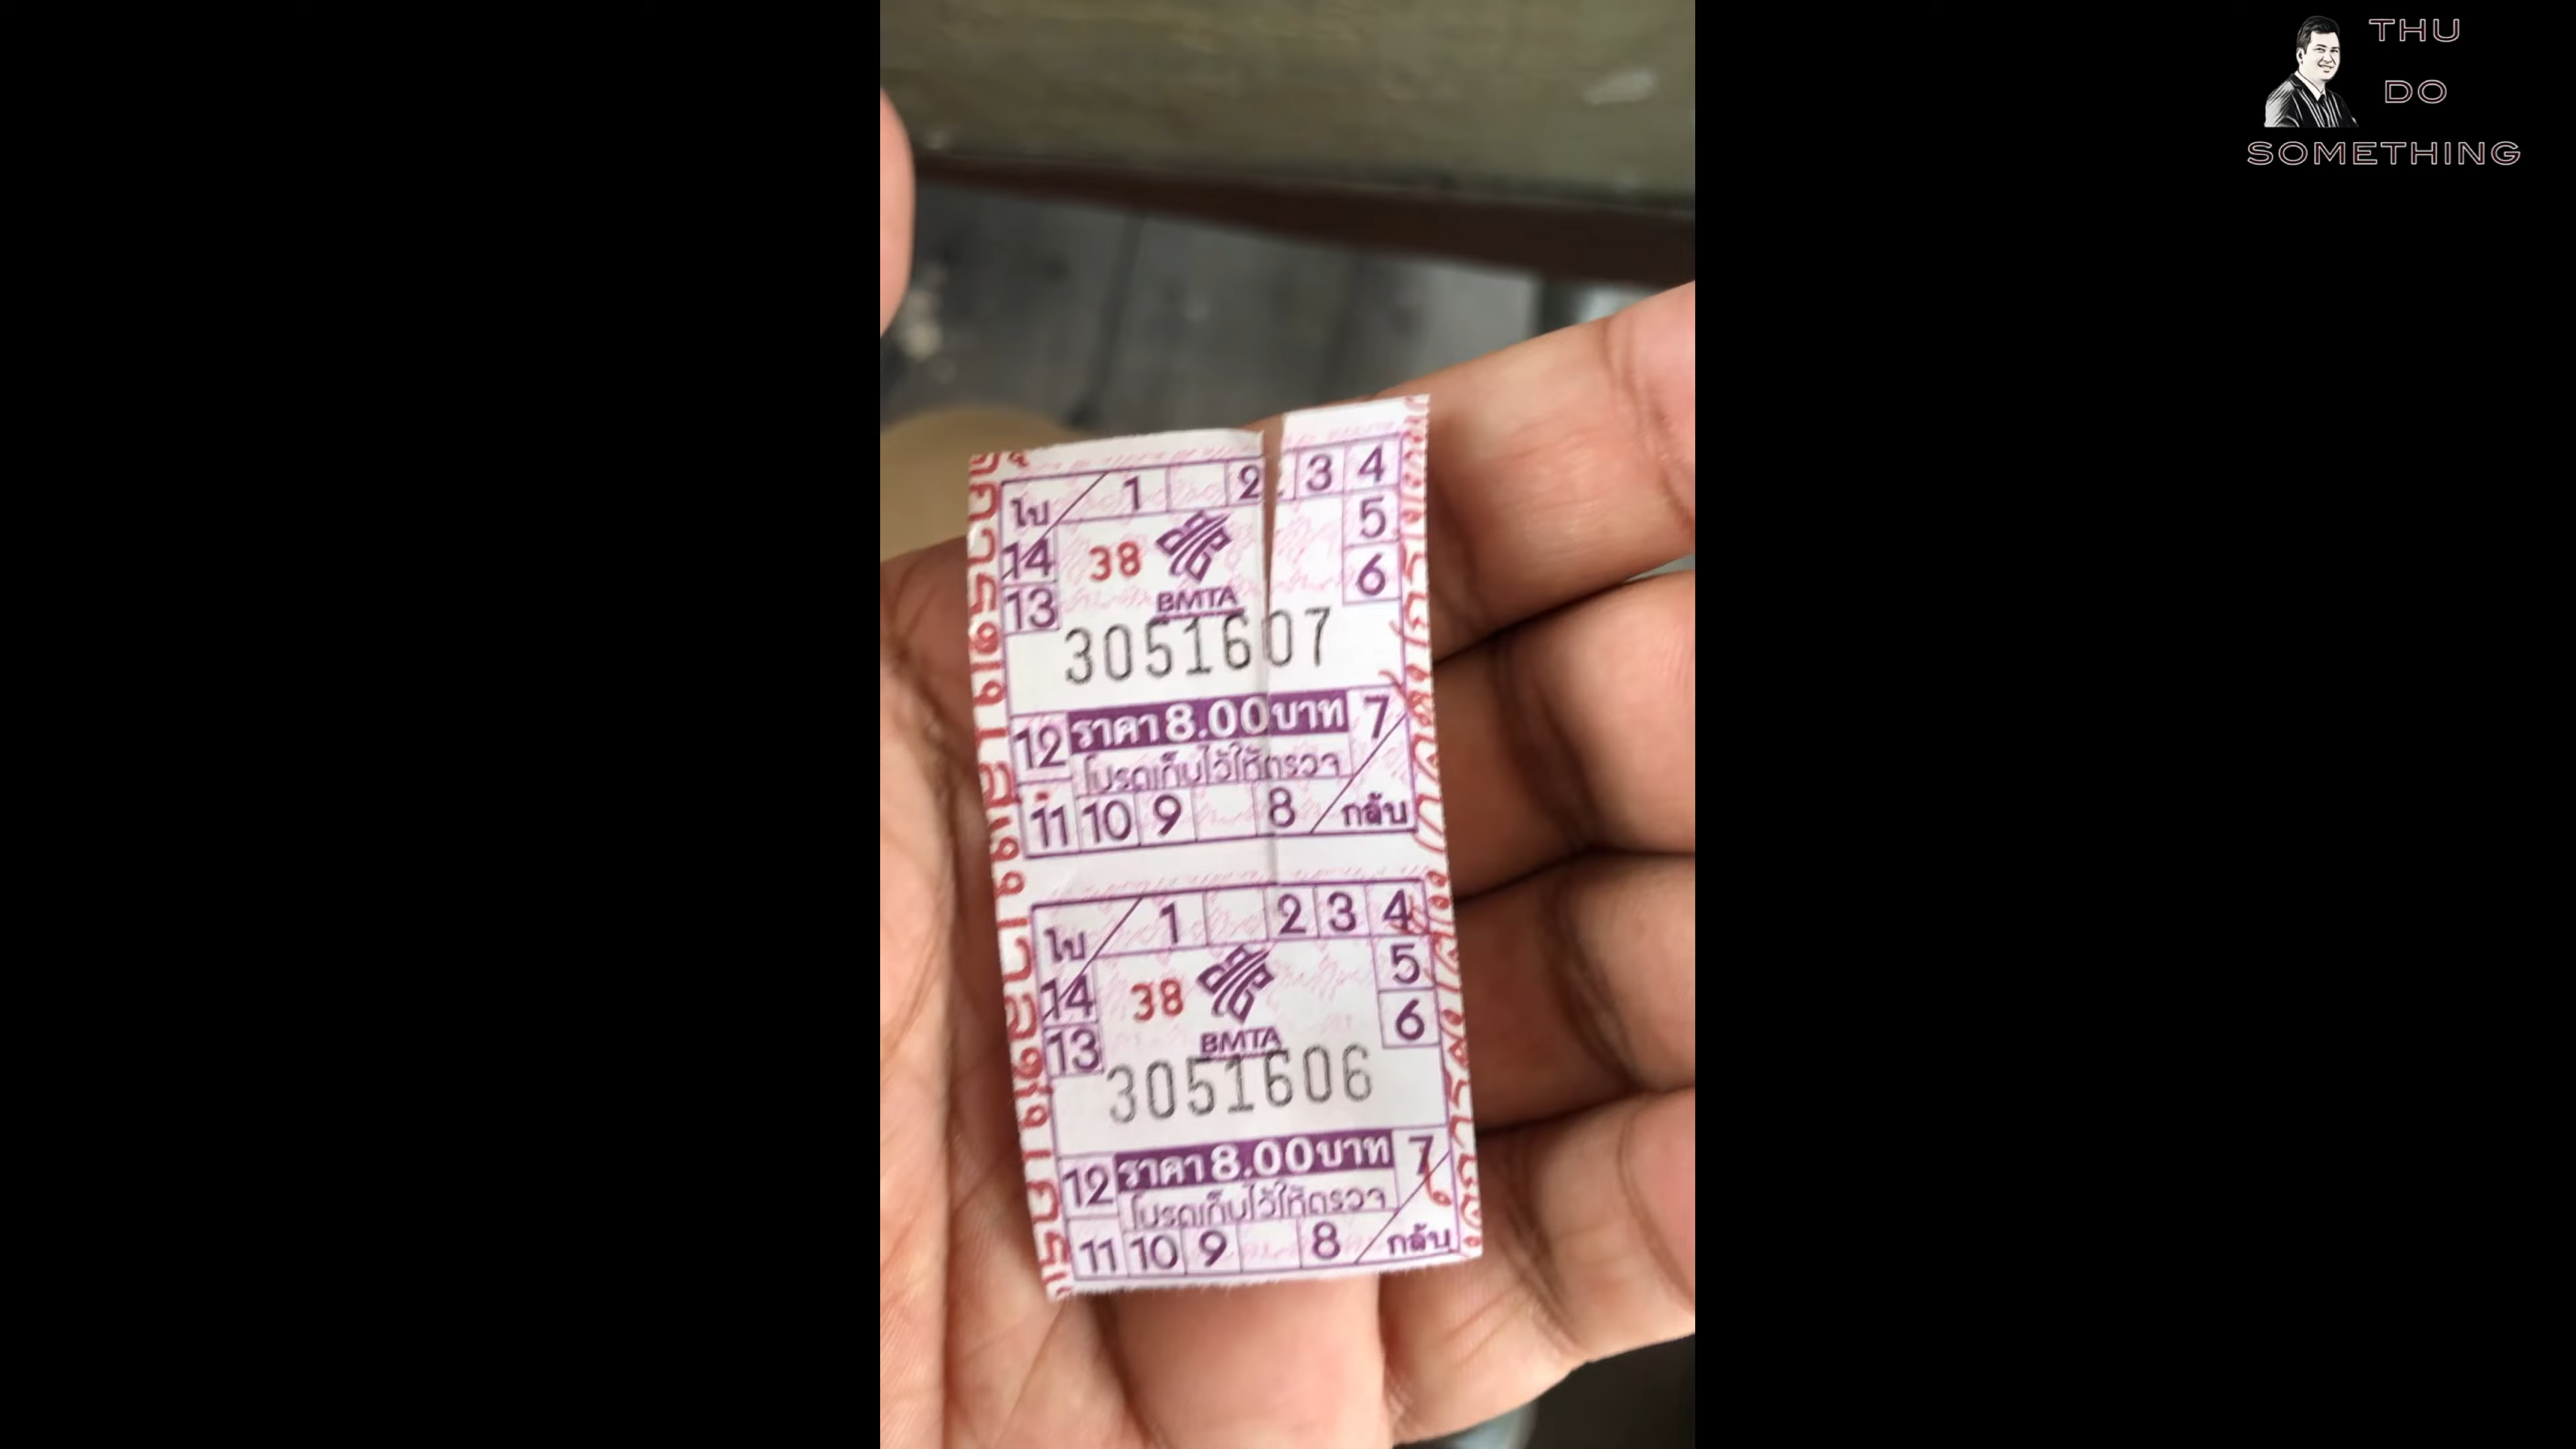 THU
DO
SOMETHING
ไป 1 2 3 4
5
14 38
6
13 BMTA
3051607
12 ราคา 8.00 บาท 7
โปรดเก็บไว้ให้ตรวจ
11 10 9 8 กลับ
ไป 1 2 3 4
5
14 38
6
13 BMTA
3051606
12 ราคา 8.00 บาท 7
โปรดเก็บไว้ให้ตรวจ
11 10 9 8 กลับ